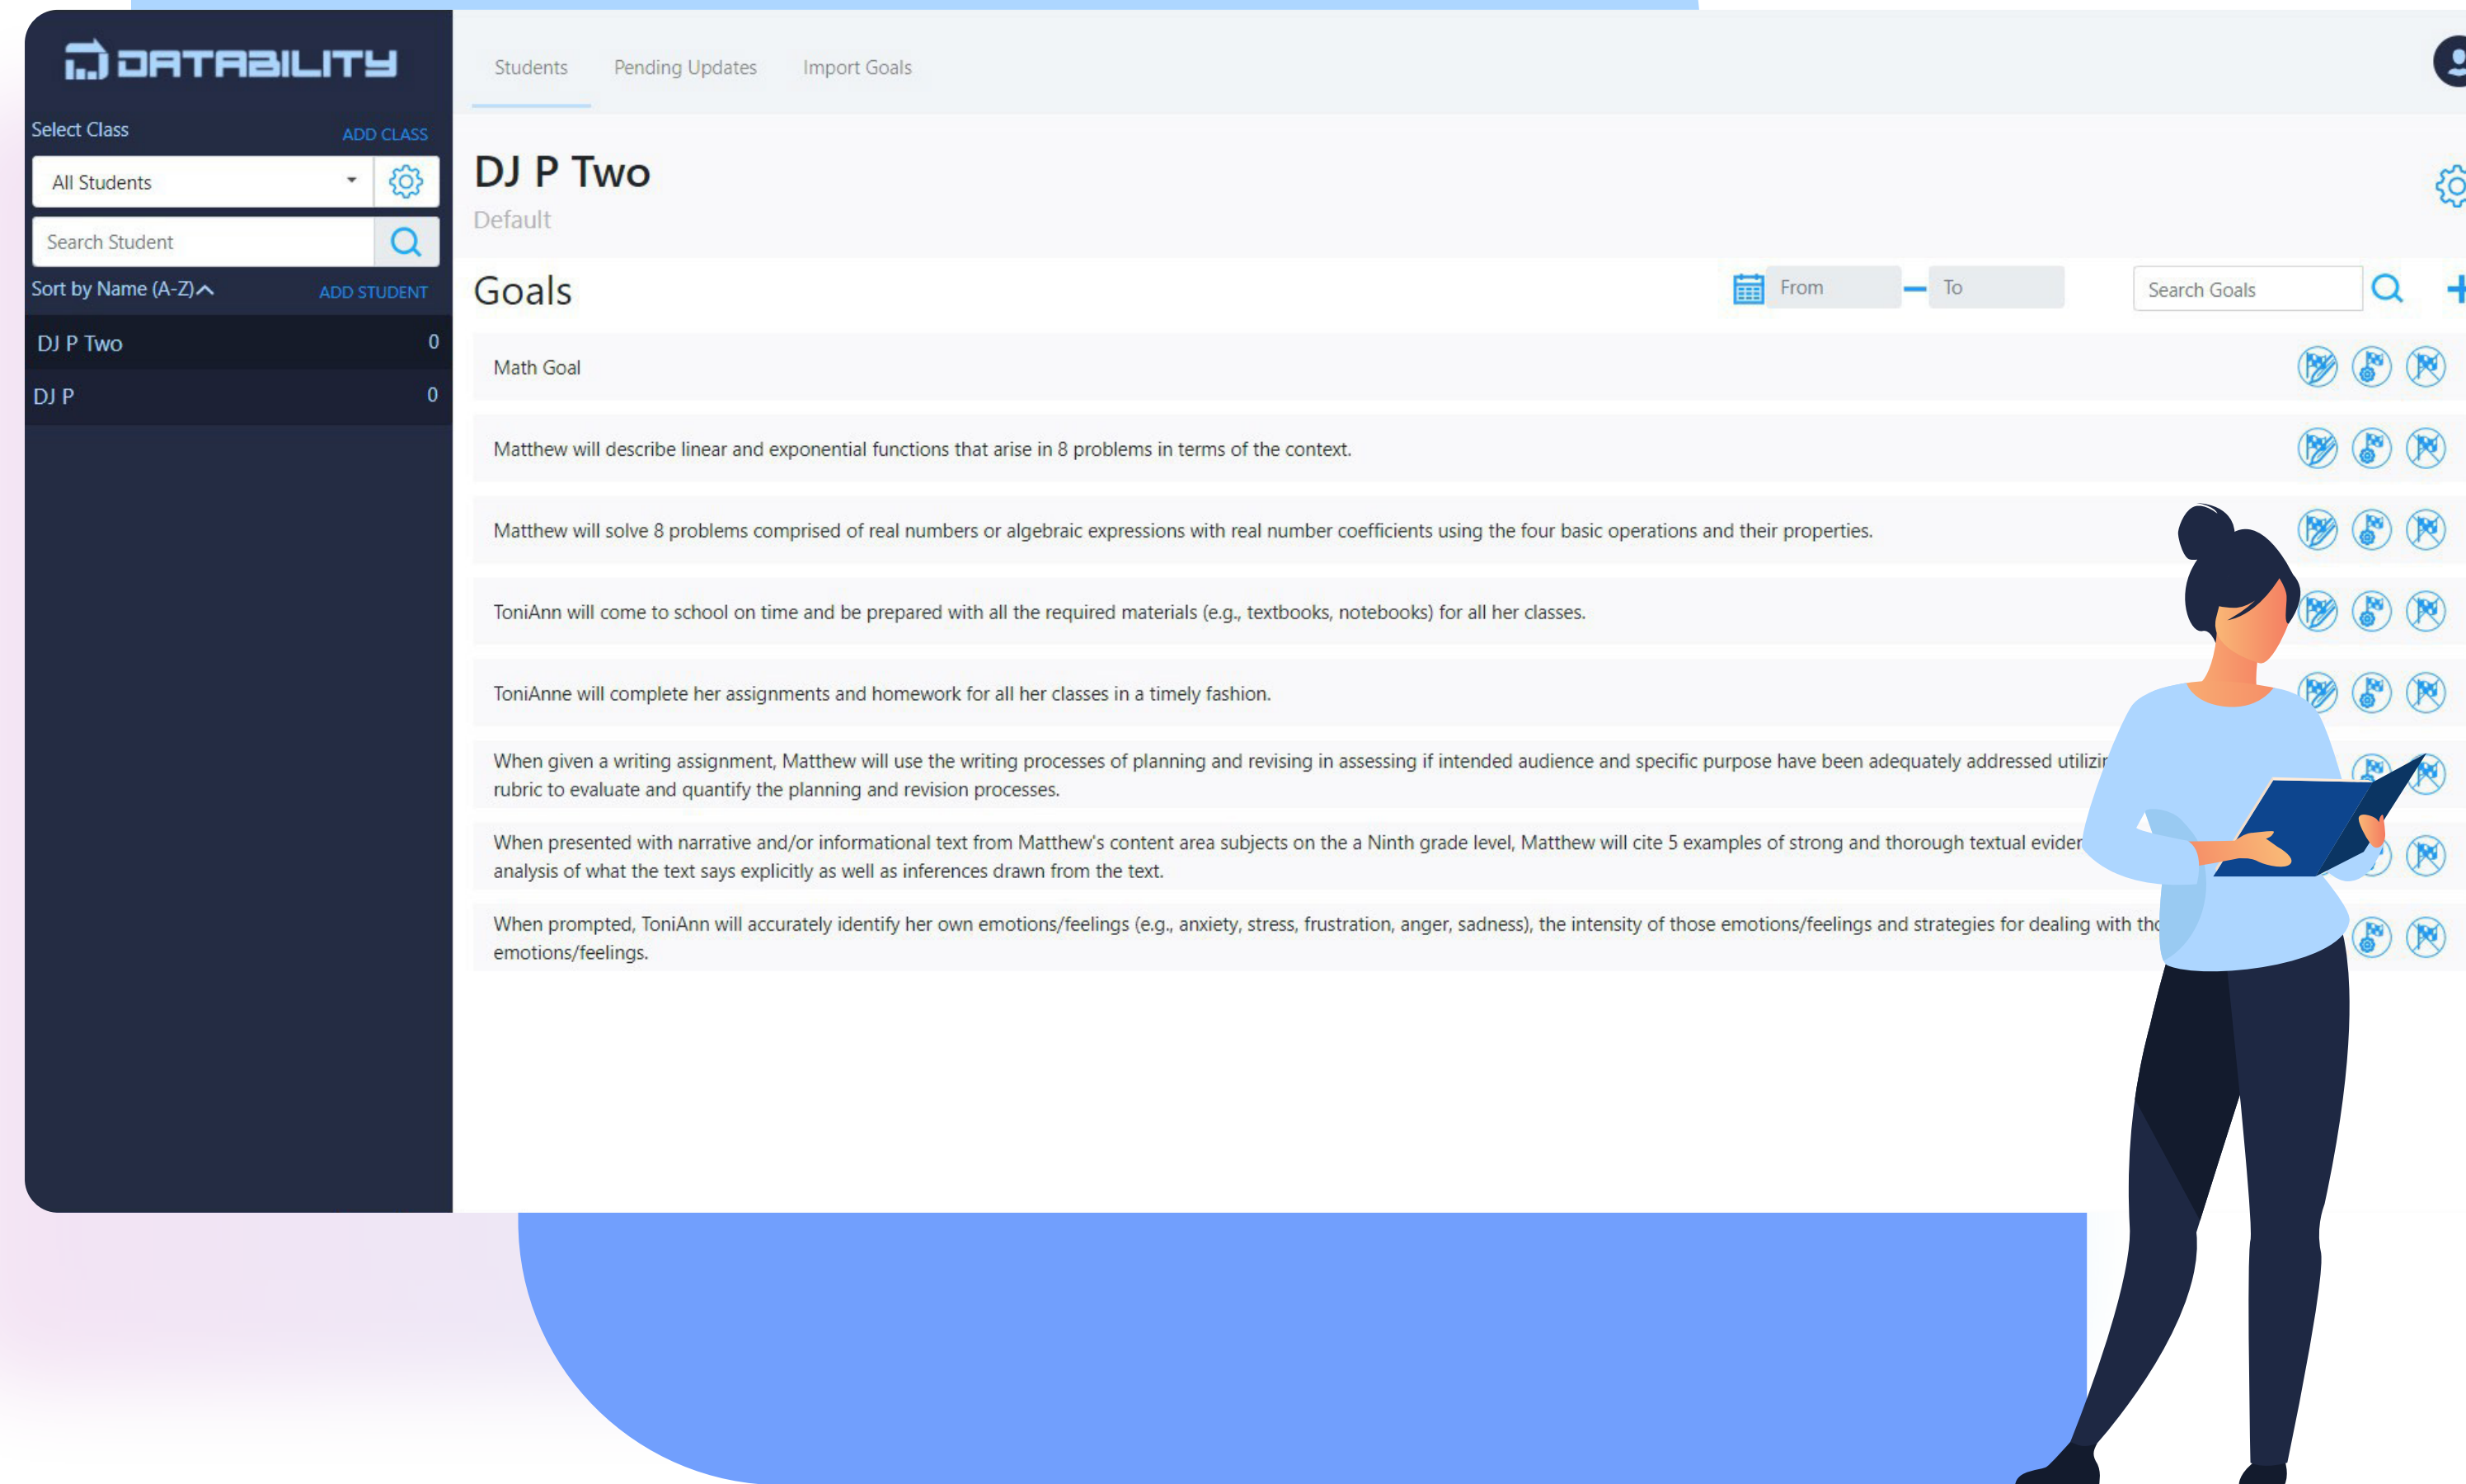 DATABILITY
Select Class
ADD CLASS
All Students
Search Student
Sort by Name (A-Z)
ADD STUDENT
DJ P Two 0
DJ P 0
Students Pending Updates Import Goals
DJ P Two
Default
Goals
From To
Search Goals
Math Goal
Matthew will describe linear and exponential functions that arise in 8 problems in terms of the context.
Matthew will solve 8 problems comprised of real numbers or algebraic expressions with real number coefficients using the four basic operations and their properties.
ToniAnn will come to school on time and be prepared with all the required materials (e.g., textbooks, notebooks) for all her classes.
ToniAnne will complete her assignments and homework for all her classes in a timely fashion.
When given a writing assignment, Matthew will use the writing processes of planning and revising in assessing if intended audience and specific purpose have been adequately addressed
rubric to evaluate and quantify the planning and revision processes.
When presented with narrative and/or informational text from Matthew's content area subjects on the a Ninth grade level, Matthew will cite 5 examples of strong and thorough textual
analysis of what the text says explicitly as well as inferences drawn from the text.
When prompted, ToniAnn will accurately identify her own emotions/feelings (e.g., anxiety, stress, frustration, anger, sadness), the intensity of those emotions/feelings and strategies for dealing with
emotions/feelings.